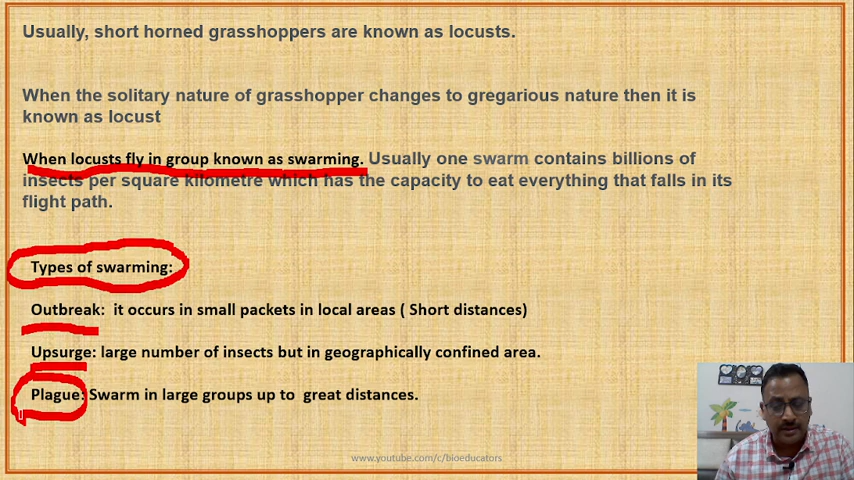 Usually, short horned grasshoppers are known as locusts.
When the solitary nature of grasshopper changes to gregarious nature then it is
known as locust
When locusts fly in group known as swarming. Usually one swarm contains billions of
insects per square kilometre which has the capacity to eat everything that falls in its
flight path.
Types of swarming:
Outbreak: it occurs in small packets in local areas ( Short distances)
Upsurge: large number of insects but in geographically confined area.
Plague: Swarm in large groups up to great distances.
www.youtube.com/c/bioeducators